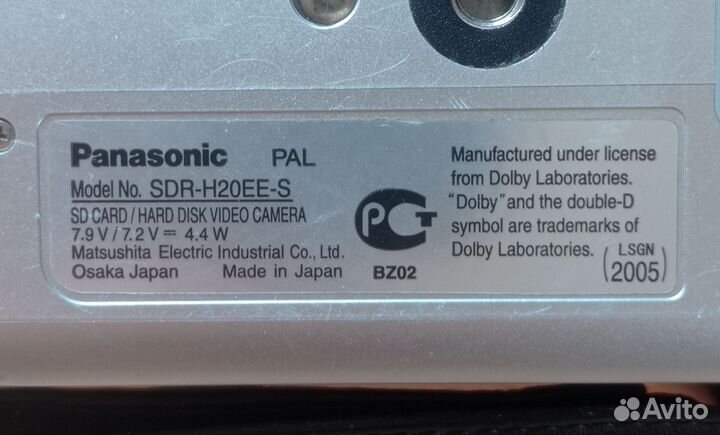 Panasonic PAL
Model No. SDR-H20EE-S
SD CARD / HARD DISK VIDEO CAMERA
7.9 V / 7.2 V ⎓ 4.4 W
Matsushita Electric Industrial Co., Ltd.
Osaka Japan Made in Japan
РСТ
BZ02
Manufactured under license
from Dolby Laboratories.
“Dolby” and the double-D
symbol are trademarks of
Dolby Laboratories.
(LSGN
2005)
Avito